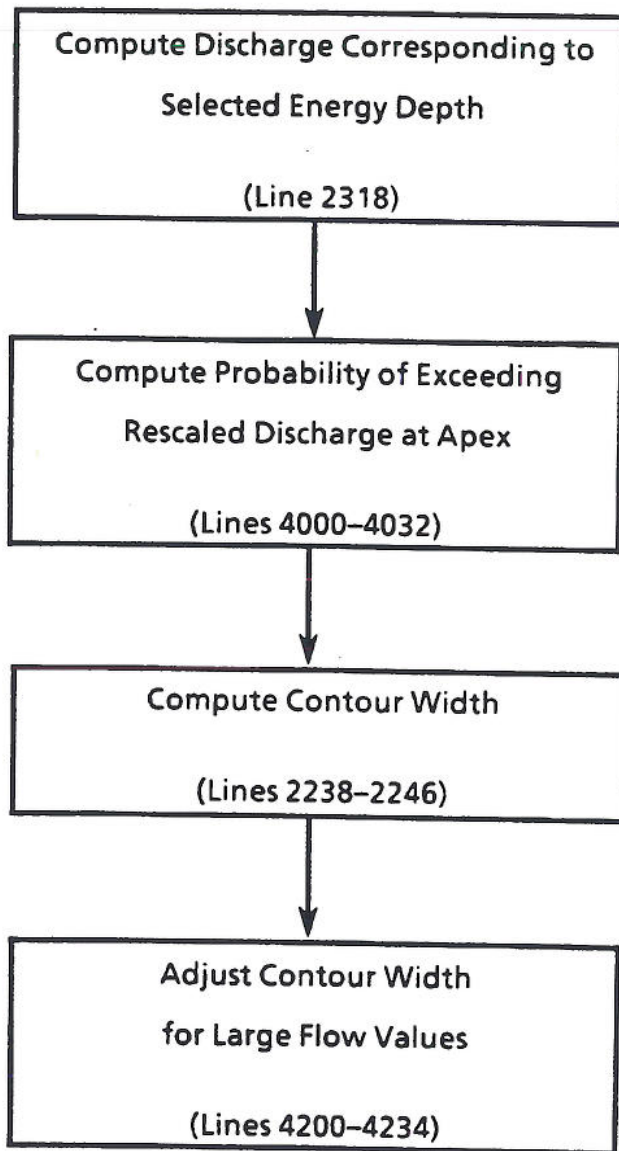 Compute Discharge Corresponding to
Selected Energy Depth
(Line 2318)
Compute Probability of Exceeding
Rescaled Discharge at Apex
(Lines 4000–4032)
Compute Contour Width
(Lines 2238–2246)
Adjust Contour Width
for Large Flow Values
(Lines 4200–4234)